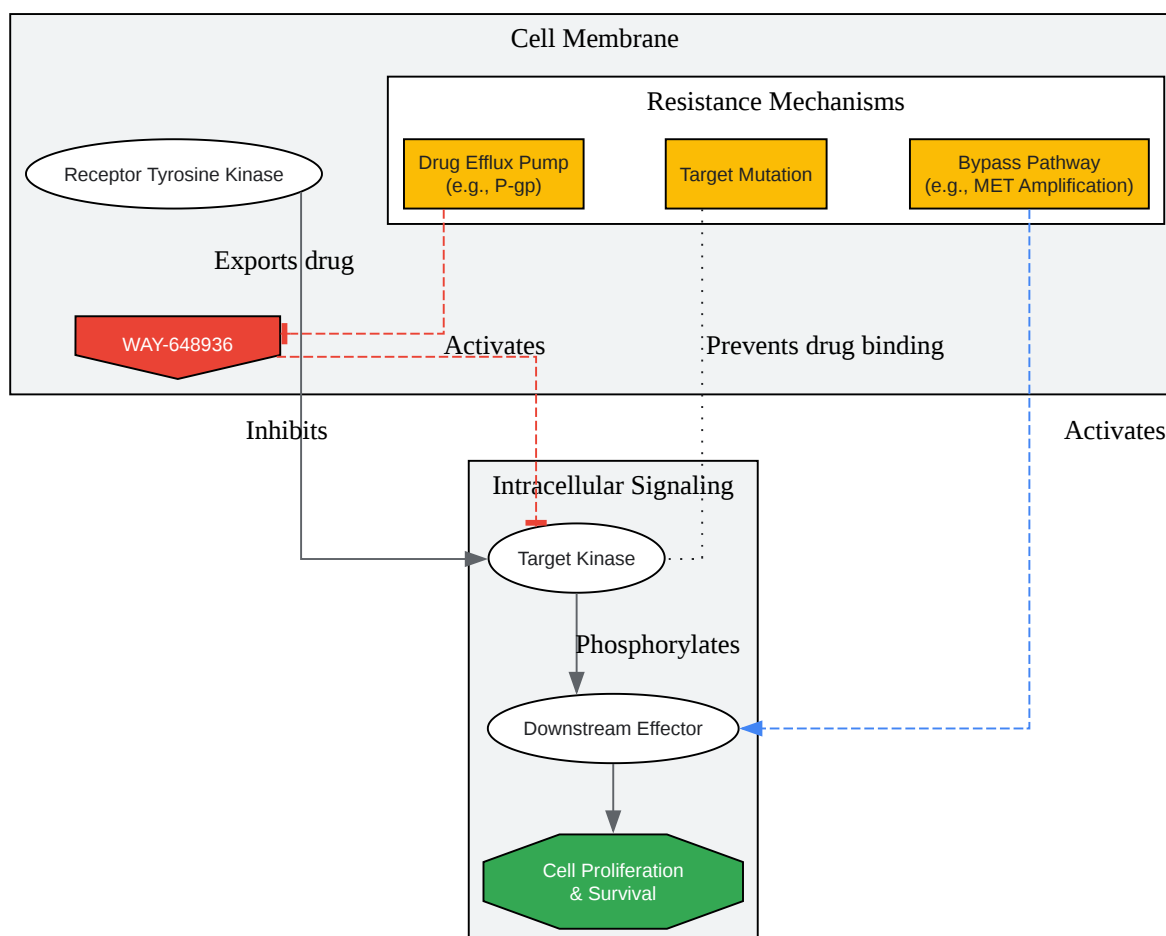 Cell Membrane
Resistance Mechanisms
Receptor Tyrosine Kinase
Drug Efflux Pump
(e.g., P-gp)
Target Mutation
Bypass Pathway
(e.g., MET Amplification)
Exports drug
WAY-648936
Activates
Prevents drug binding
Inhibits
Activates
Intracellular Signaling
Target Kinase
Phosphorylates
Downstream Effector
Cell Proliferation
& Survival